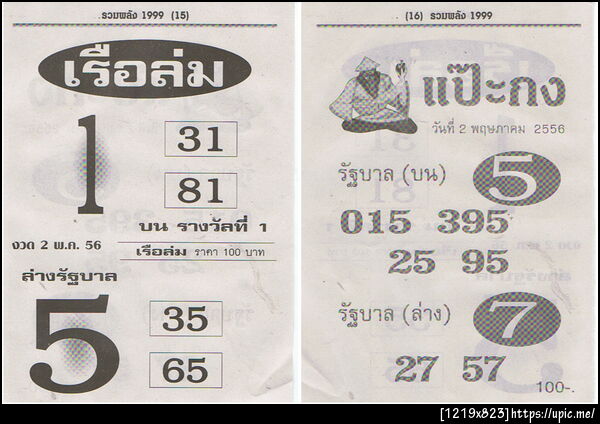 รวมพลัง 1999 (15)
เรือล่ม
1
31
81
บน รางวัลที่ 1
งวด 2 พ.ค. 56
เรือล่ม ราคา 100 บาท
ล่างรัฐบาล
5
35
65
(16) รวมพลัง 1999
แป๊ะกง
วันที่ 2 พฤษภาคม 2556
รัฐบาล (บน)
5
015 395
25 95
รัฐบาล (ล่าง)
7
27 57
100-.
[1219x823]https://upic.me/